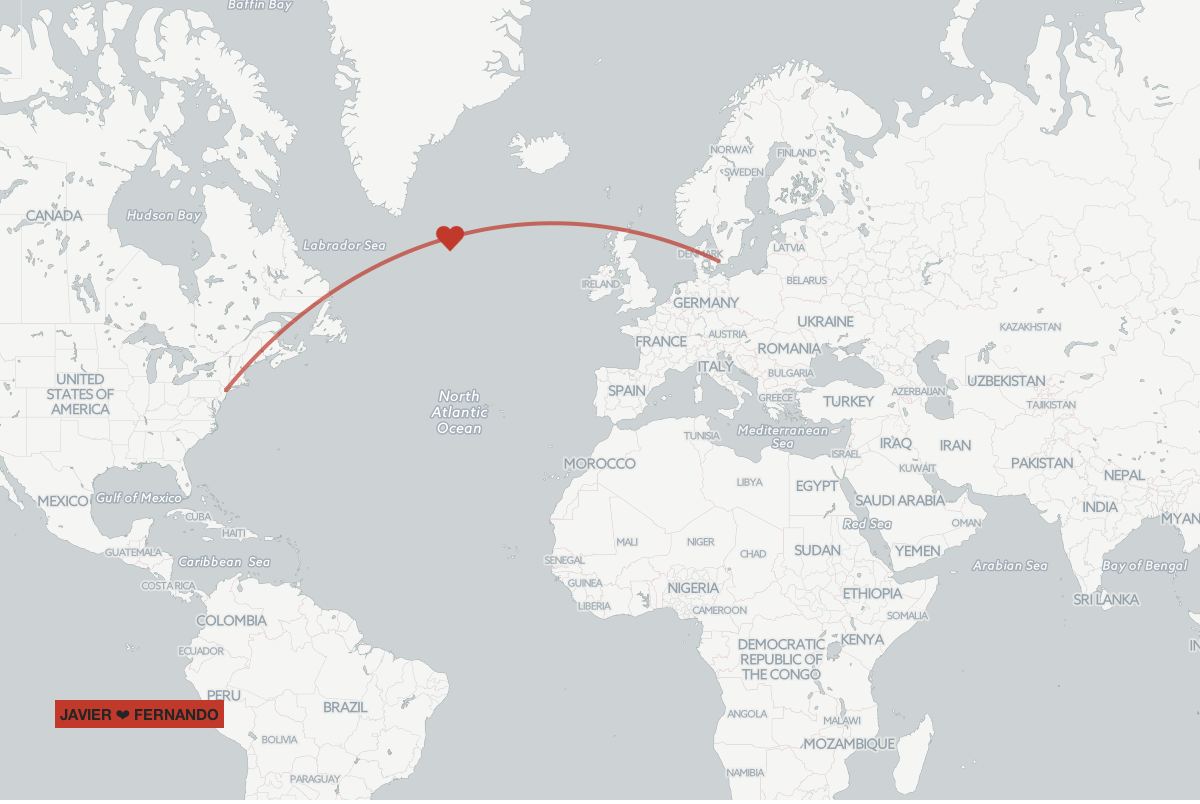 Baffin Bay
NORWAY
FINLAND
SWEDEN
CANADA
Hudson Bay
Labrador Sea
DENMARK
LATVIA
IRELAND
BELARUS
GERMANY
UKRAINE
KAZAKHSTAN
FRANCE
AUSTRIA
ROMANIA
ITALY
BULGARIA
UNITED
STATES OF
AMERICA
UZBEKISTAN
SPAIN
GREECE
TURKEY
AZERBAIJAN
TAJIKISTAN
North
Atlantic
Ocean
TUNISIA
Mediterranean
Sea
ISRAEL
IRAQ
IRAN
MOROCCO
KUWAIT
PAKISTAN
NEPAL
LIBYA
EGYPT
MEXICO
Gulf of Mexico
SAUDI ARABIA
INDIA
CUBA
HAITI
Red Sea
OMAN
MYAN
GUATEMALA
MALI
NIGER
CHAD
SUDAN
YEMEN
Caribbean Sea
SENEGAL
Arabian Sea
Bay of Bengal
COSTA RICA
GUINEA
NIGERIA
ETHIOPIA
SRI LANKA
LIBERIA
CAMEROON
SOMALIA
COLOMBIA
ECUADOR
DEMOCRATIC
REPUBLIC OF
THE CONGO
KENYA
IN
PERU
BRAZIL
JAVIER ❤ FERNANDO
ANGOLA
MALAWI
BOLIVIA
MOZAMBIQUE
PARAGUAY
NAMIBIA